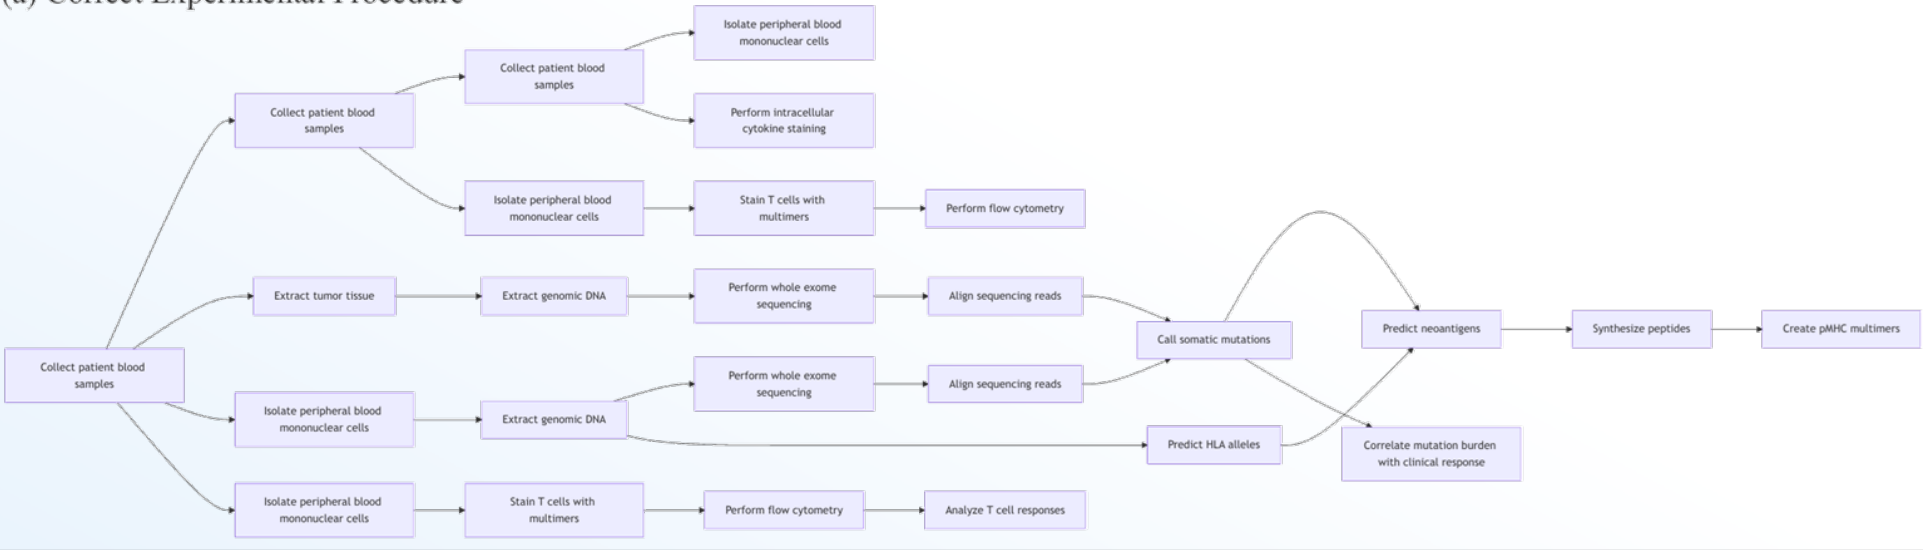 (a) Correct Experimental Procedure
Isolate peripheral blood
mononuclear cells
Collect patient blood
samples
Collect patient blood
samples
Perform intracellular
cytokine staining
Isolate peripheral blood
mononuclear cells
Stain T cells with
multimers
Perform flow cytometry
Extract tumor tissue
Extract genomic DNA
Perform whole exome
sequencing
Align sequencing reads
Call somatic mutations
Predict neoantigens
Synthesize peptides
Create pMHC multimers
Collect patient blood
samples
Perform whole exome
sequencing
Align sequencing reads
Isolate peripheral blood
mononuclear cells
Extract genomic DNA
Predict HLA alleles
Correlate mutation burden
with clinical response
Isolate peripheral blood
mononuclear cells
Stain T cells with
multimers
Perform flow cytometry
Analyze T cell responses